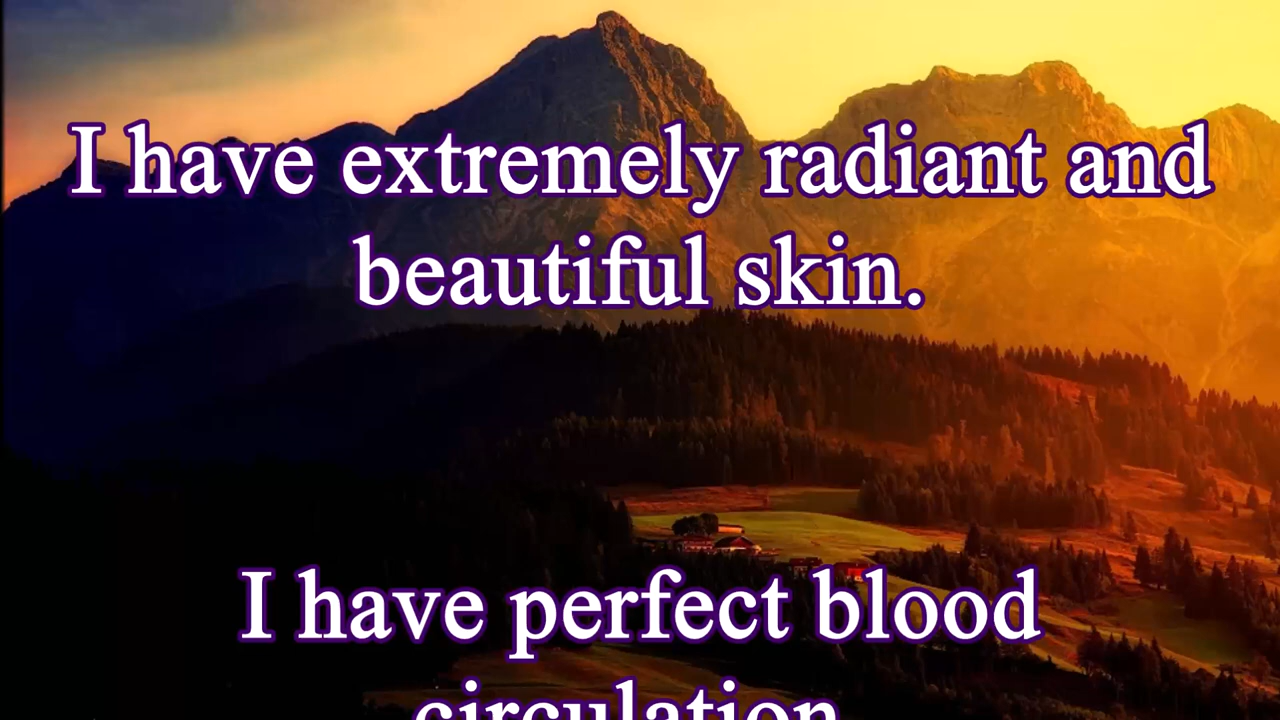 I have extremely radiant and
beautiful skin.
I have perfect blood
circulation